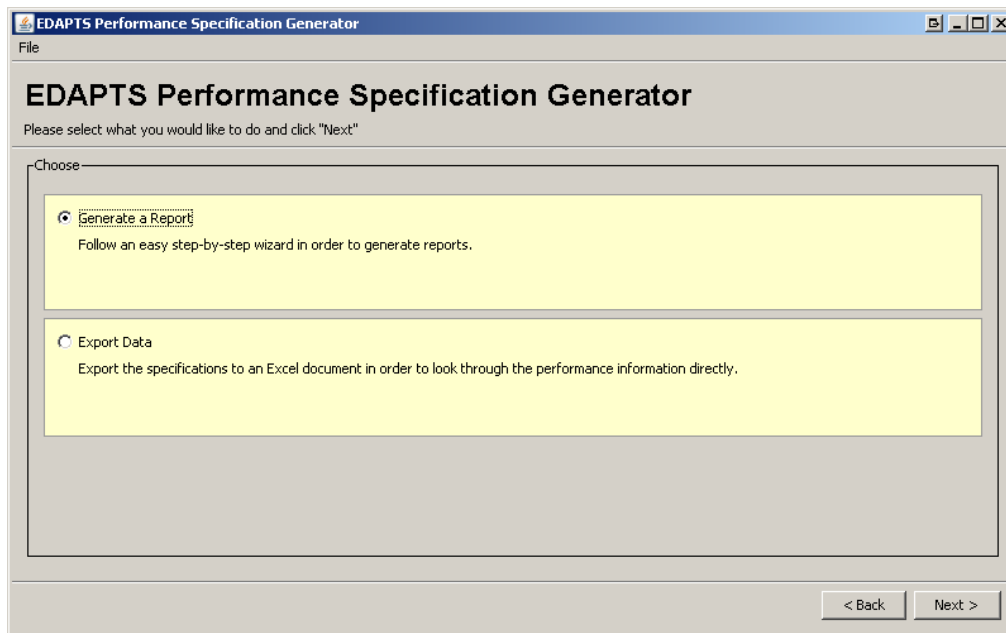 EDAPTS Performance Specification Generator
File
EDAPTS Performance Specification Generator
Please select what you would like to do and click "Next"
Choose
Generate a Report
Follow an easy step-by-step wizard in order to generate reports.
Export Data
Export the specifications to an Excel document in order to look through the performance information directly.
< Back
Next >